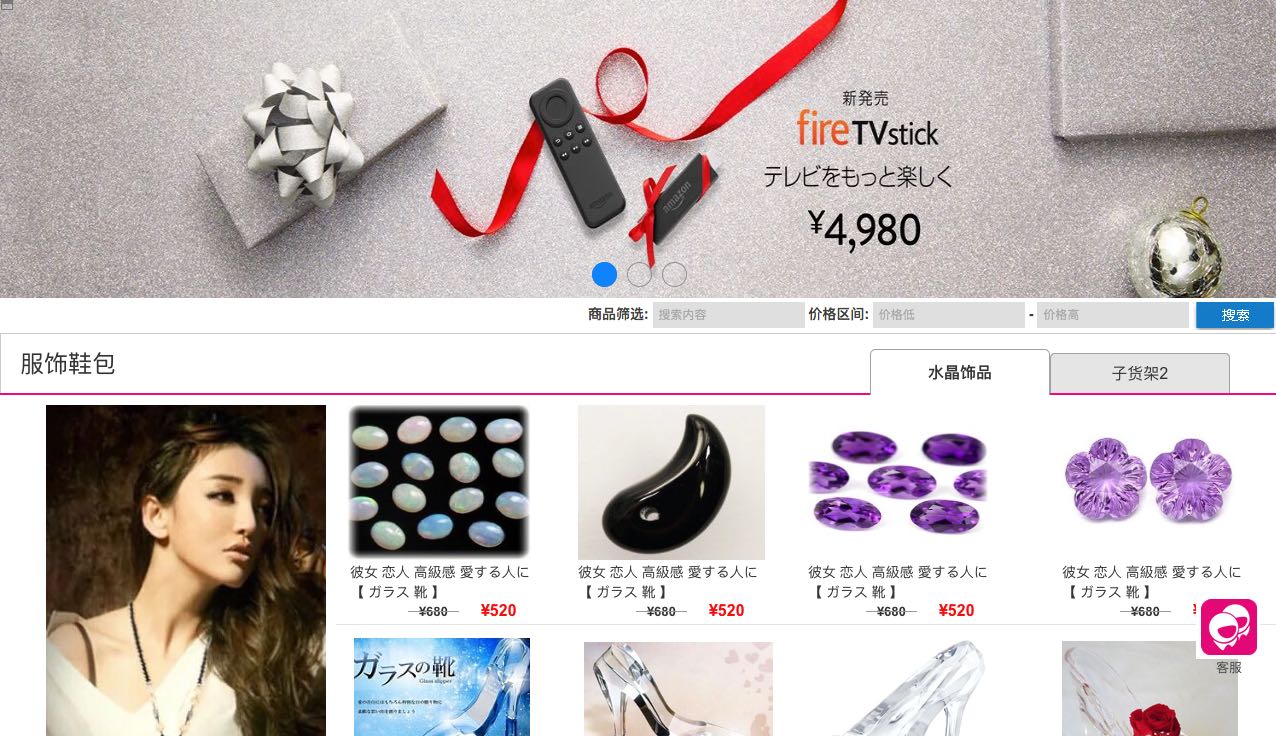 新発売
fireTVstick
テレビをもっと楽しく
¥4,980
amazon
商品筛选: 搜索内容 价格区间: 价格低 - 价格高 搜索
服饰鞋包
水晶饰品
子货架2
彼女 恋人 高級感 愛する人に
【 ガラス 靴 】
¥680 ¥520
彼女 恋人 高級感 愛する人に
【 ガラス 靴 】
¥680 ¥520
彼女 恋人 高級感 愛する人に
【 ガラス 靴 】
¥680 ¥520
彼女 恋人 高級感 愛する人に
【 ガラス 靴 】
¥680
客服
ガラスの靴
Glass slipper